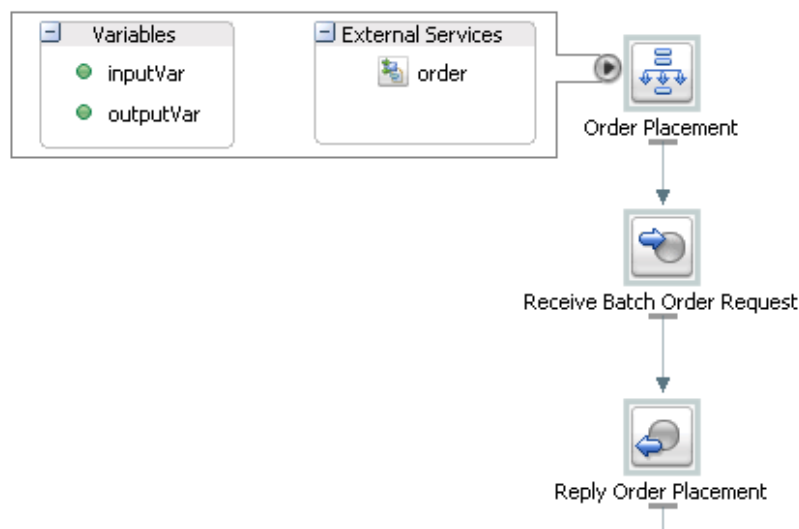 Variables
inputVar
outputVar
External Services
order
Order Placement
Receive Batch Order Request
Reply Order Placement